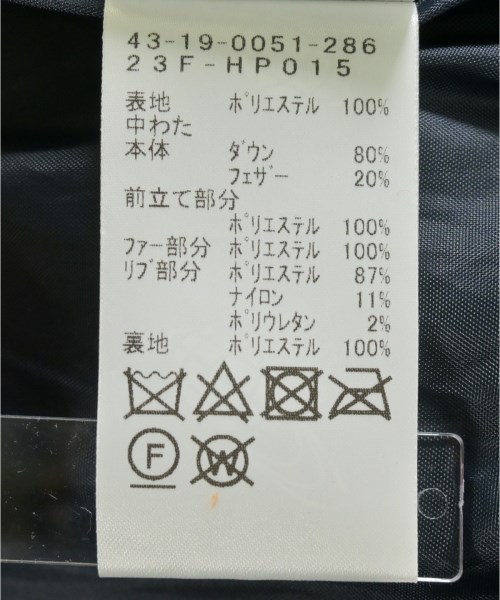 43-19-0051-286
23F-HP015
表地 ポリエステル 100%
中わた
本体 ダウン 80%
フェザー 20%
前立て部分
ポリエステル 100%
ファー部分 ポリエステル 100%
リブ部分 ポリエステル 87%
ナイロン 11%
ポリウレタン 2%
裏地 ポリエステル 100%
F W